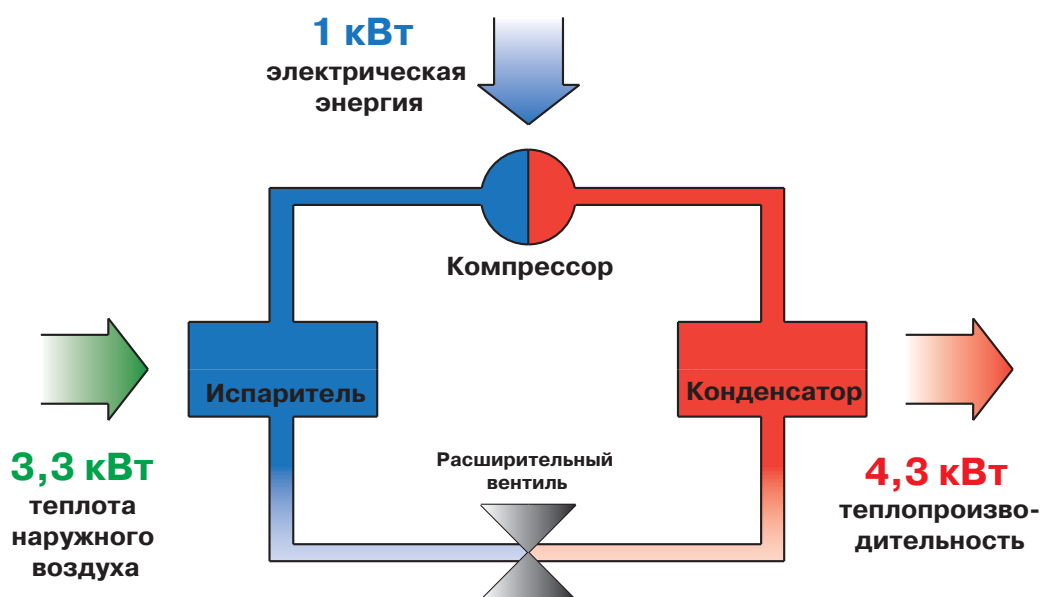 1 кВт
электрическая
энергия
Компрессор
Испаритель
Конденсатор
3,3 кВт
теплота
наружного
воздуха
Расширительный
вентиль
4,3 кВт
теплопроизво-
дительность